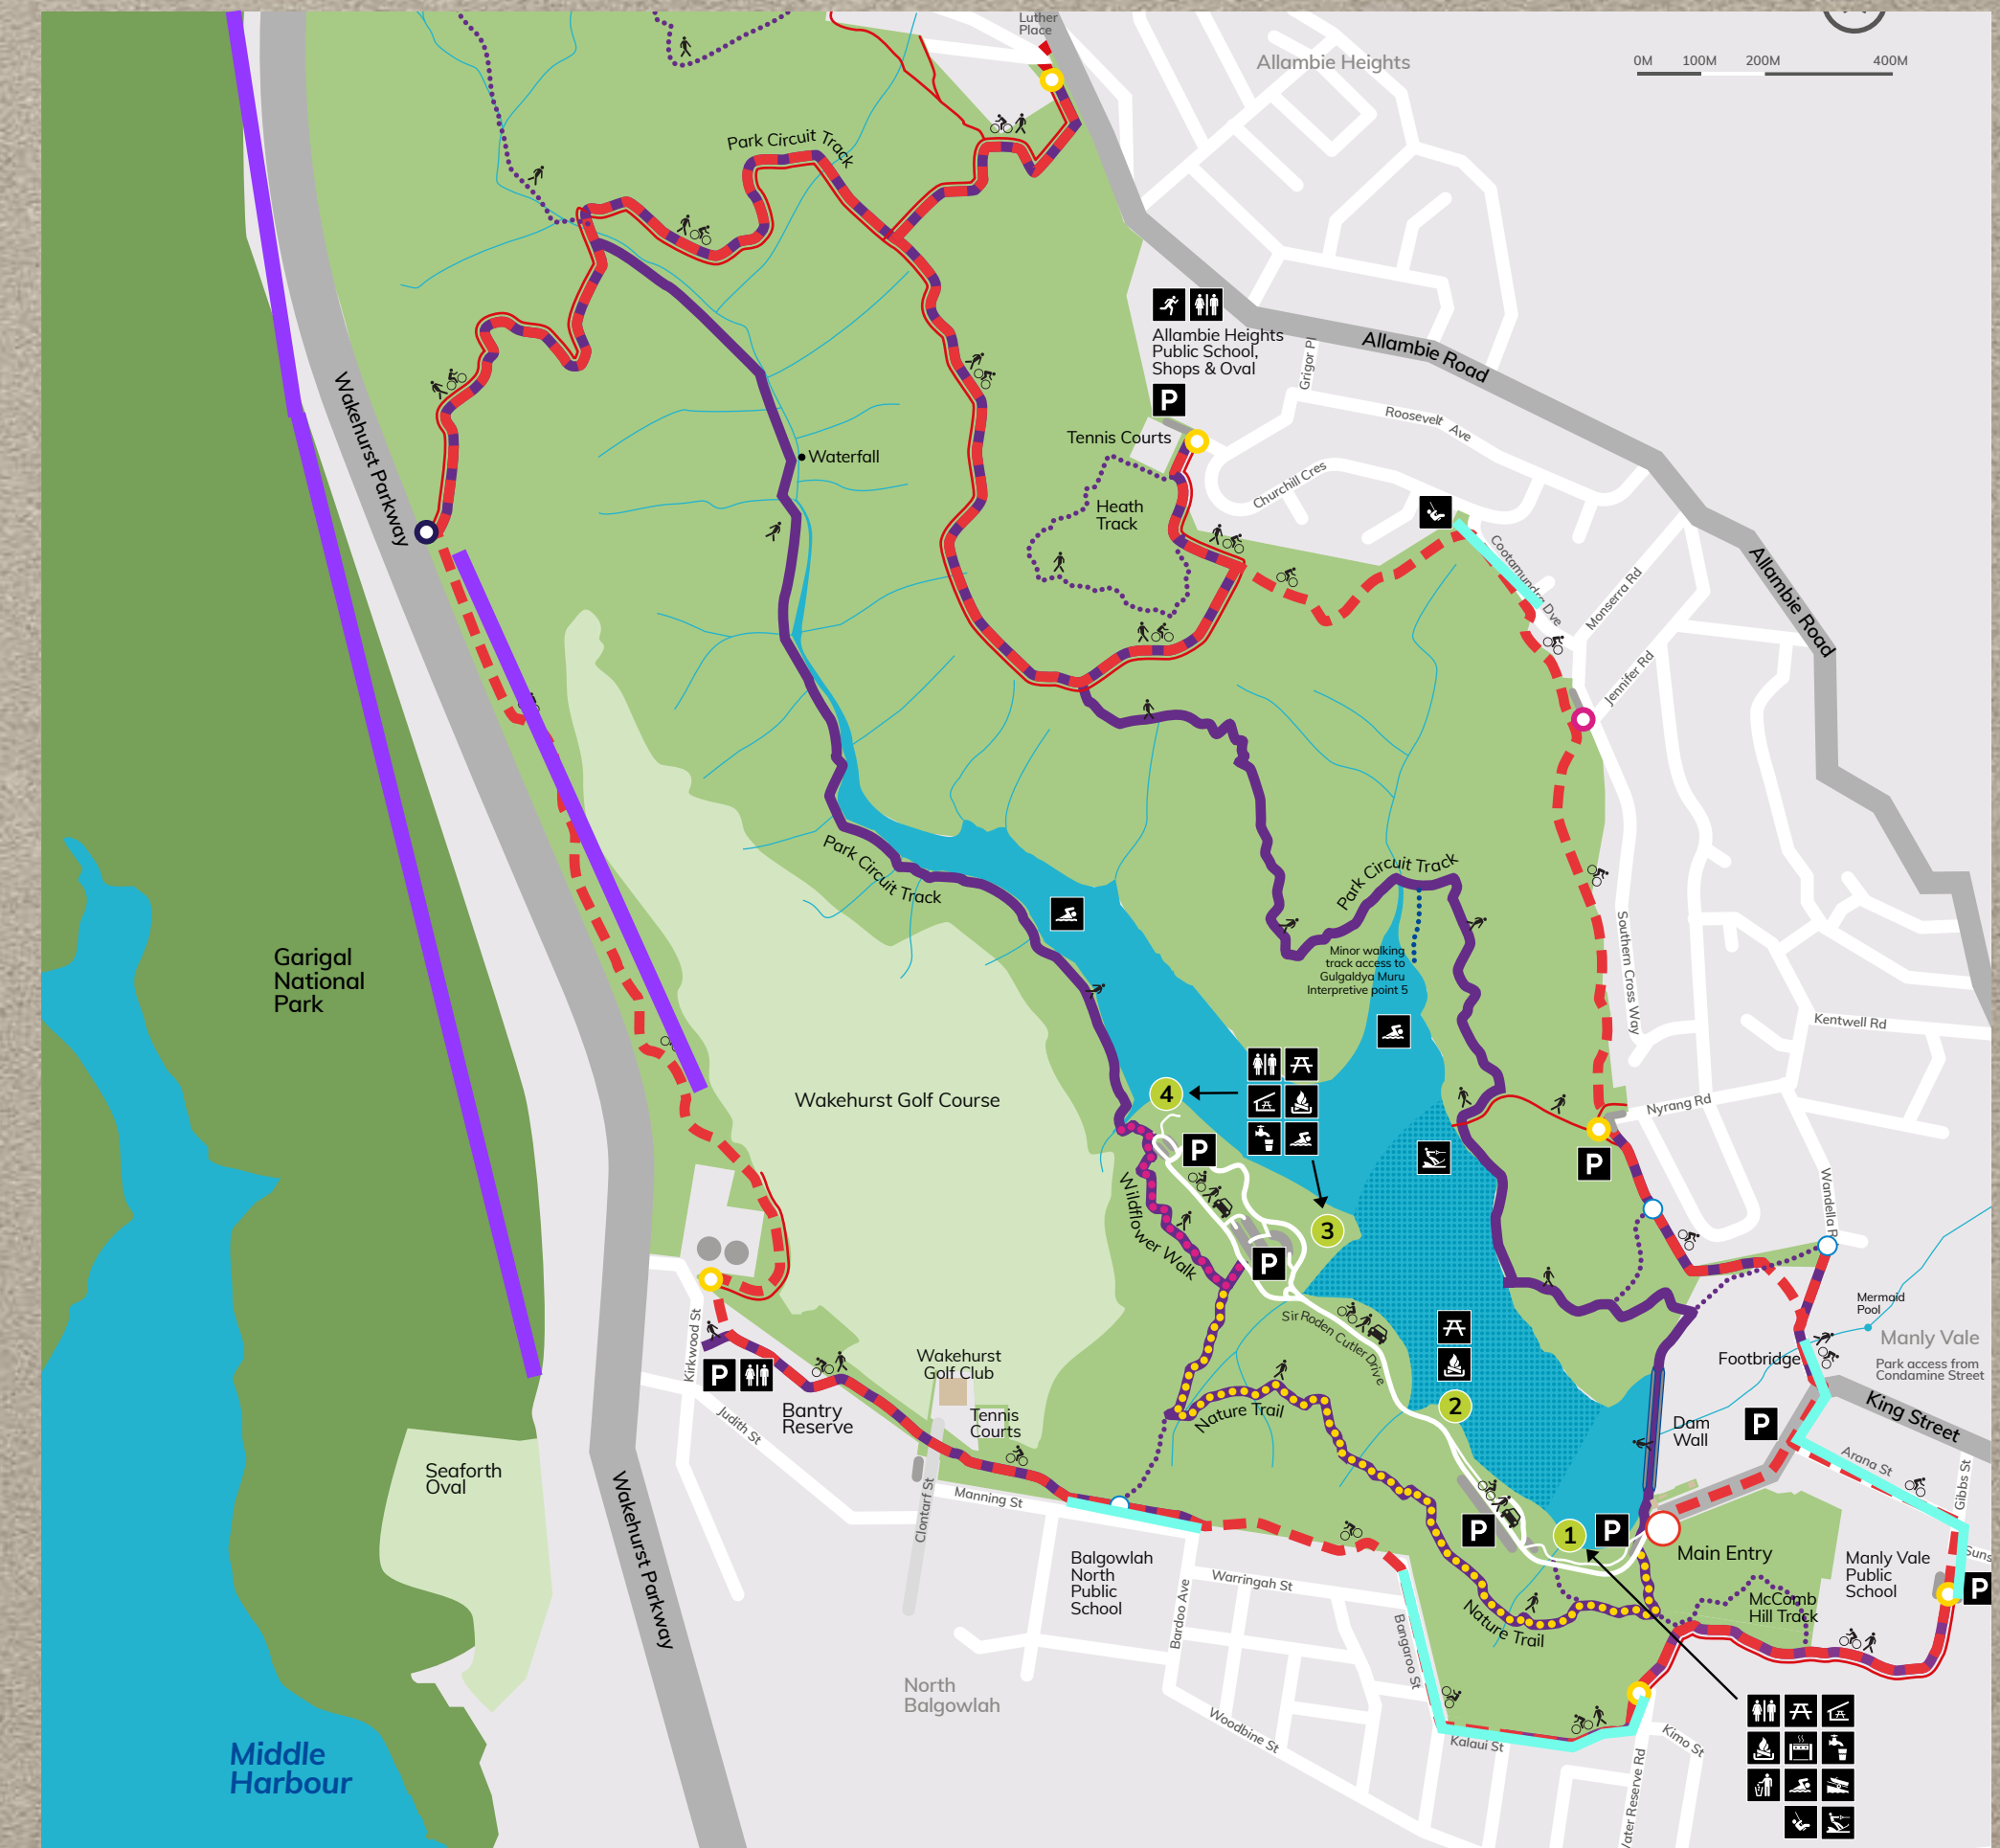 Luther
Place
Allambie Heights
0M 100M 200M 400M
Park Circuit Track
Wakehurst Parkway
Allambie Heights
Public School,
Shops & Oval
P
Grigor Pl
Allambie Road
Roosevelt Ave
Tennis Courts
Churchill Cres
Waterfall
Heath
Track
Cootamundra Dve
Monserra Rd
Allambie Road
Jennifer Rd
Park Circuit Track
Park Circuit Track
Minor walking
track access to
Gulgaldya Muru
Interpretive point 5
Southern Cross Way
Kentwell Rd
Garigal
National
Park
Wakehurst Golf Course
4
P
Nyrang Rd
P
Wildflower Walk
3
P
Wandella R
Mermaid
Pool
Manly Vale
Park access from
Condamine Street
Footbridge
King Street
Sir Roden Cutler Drive
Kirkwood St
P
Wakehurst
Golf Club
Bantry
Reserve
Tennis
Courts
Judith St
Nature Trail
2
Dam
Wall
P
Arana St
Gibbs St
Seaforth
Oval
Clontarf St
Manning St
Wakehurst Parkway
P
1
P
Main Entry
Suns
Balgowlah
North
Public
School
Bardoo Ave
Warringah St
Nature Trail
McComb
Hill Track
Manly Vale
Public
School
P
Bangaroo St
North
Balgowlah
Woodbine St
Kalaui St
Kimo St
ater Reserve Rd
Middle
Harbour